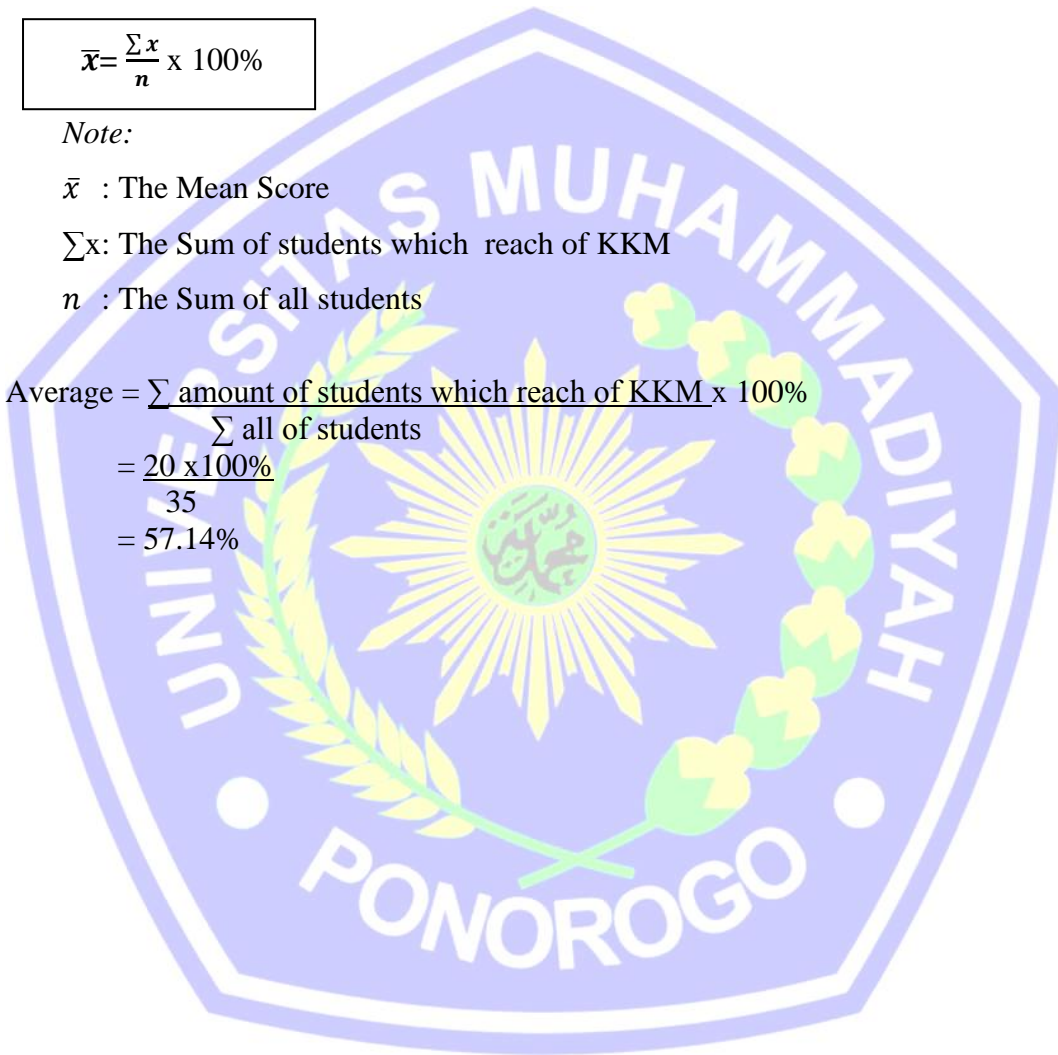 x̄= ∑x/n x 100%
Note:
x̄ : The Mean Score
∑x: The Sum of students which reach of KKM
n : The Sum of all students
Average = ∑ amount of students which reach of KKM x 100%
∑ all of students
= 20 x100%
35
= 57.14%
UNIVERSITAS MUHAMMADIYAH
PONOROGO
محمد